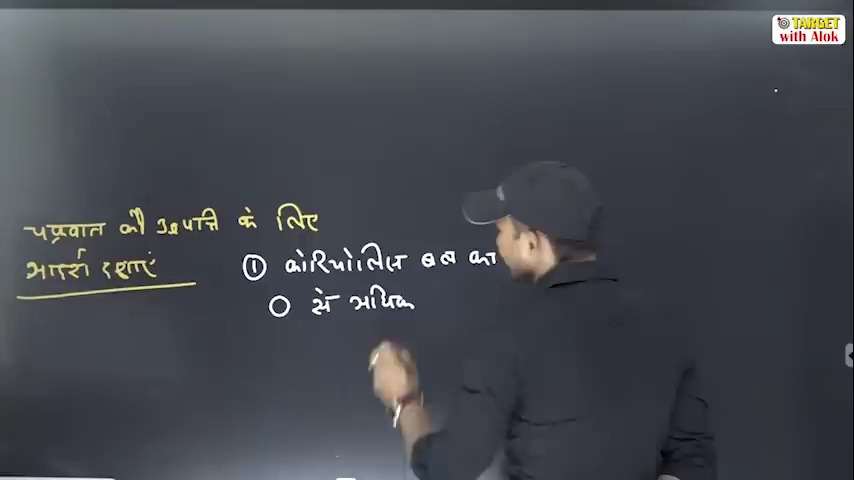 TARGET
with Alok
चक्रवात की उत्पत्ति के लिए
आदर्श दशाएं
① कोरियोलिस बल का
0 से अधिक